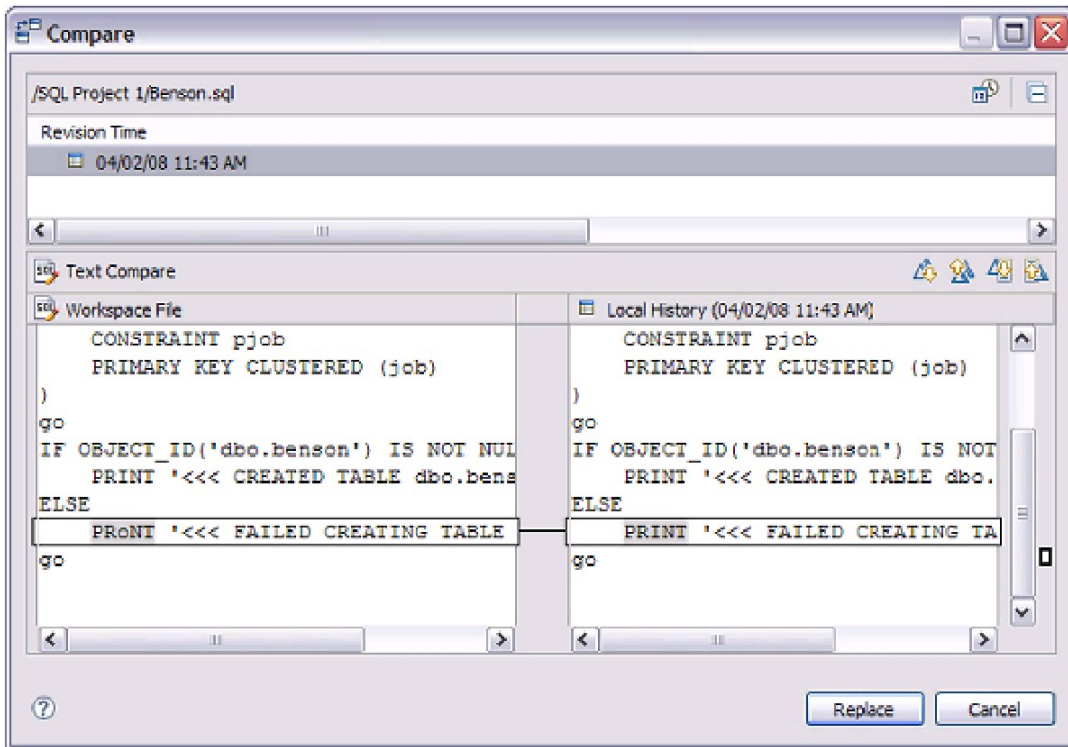 Compare
/SQL Project 1/Benson.sql
Revision Time
04/02/08 11:43 AM
Text Compare
Workspace File
CONSTRAINT pjob
PRIMARY KEY CLUSTERED (job)
)
go
IF OBJECT_ID('dbo.benson') IS NOT NUL
PRINT '<<< CREATED TABLE dbo.bens
ELSE
PRoNT '<<< FAILED CREATING TABLE
go
Local History (04/02/08 11:43 AM)
CONSTRAINT pjob
PRIMARY KEY CLUSTERED (job)
)
go
IF OBJECT_ID('dbo.benson') IS NOT
PRINT '<<< CREATED TABLE dbo.
ELSE
PRINT '<<< FAILED CREATING TA
go
Replace
Cancel